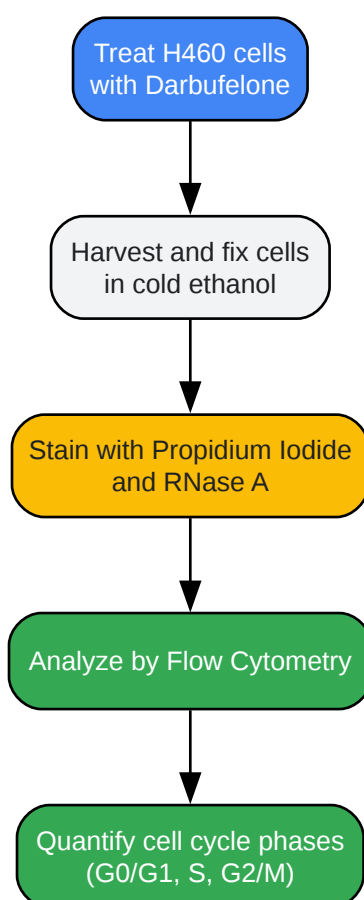 Treat H460 cells
with Darbufelone
Harvest and fix cells
in cold ethanol
Stain with Propidium Iodide
and RNase A
Analyze by Flow Cytometry
Quantify cell cycle phases
(G0/G1, S, G2/M)